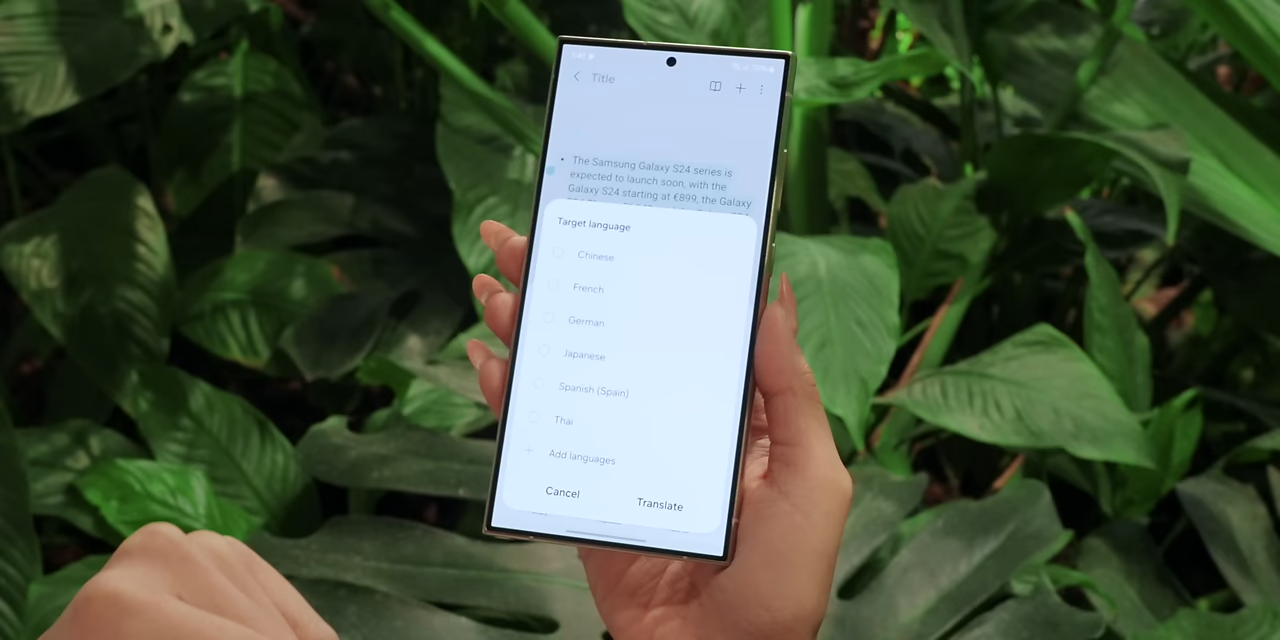 Title
• The Samsung Galaxy S24 series is
expected to launch soon, with the
Galaxy S24 starting at €899, the Galaxy
Target language
Chinese
French
German
Japanese
Spanish (Spain)
Thai
Add languages
Cancel
Translate